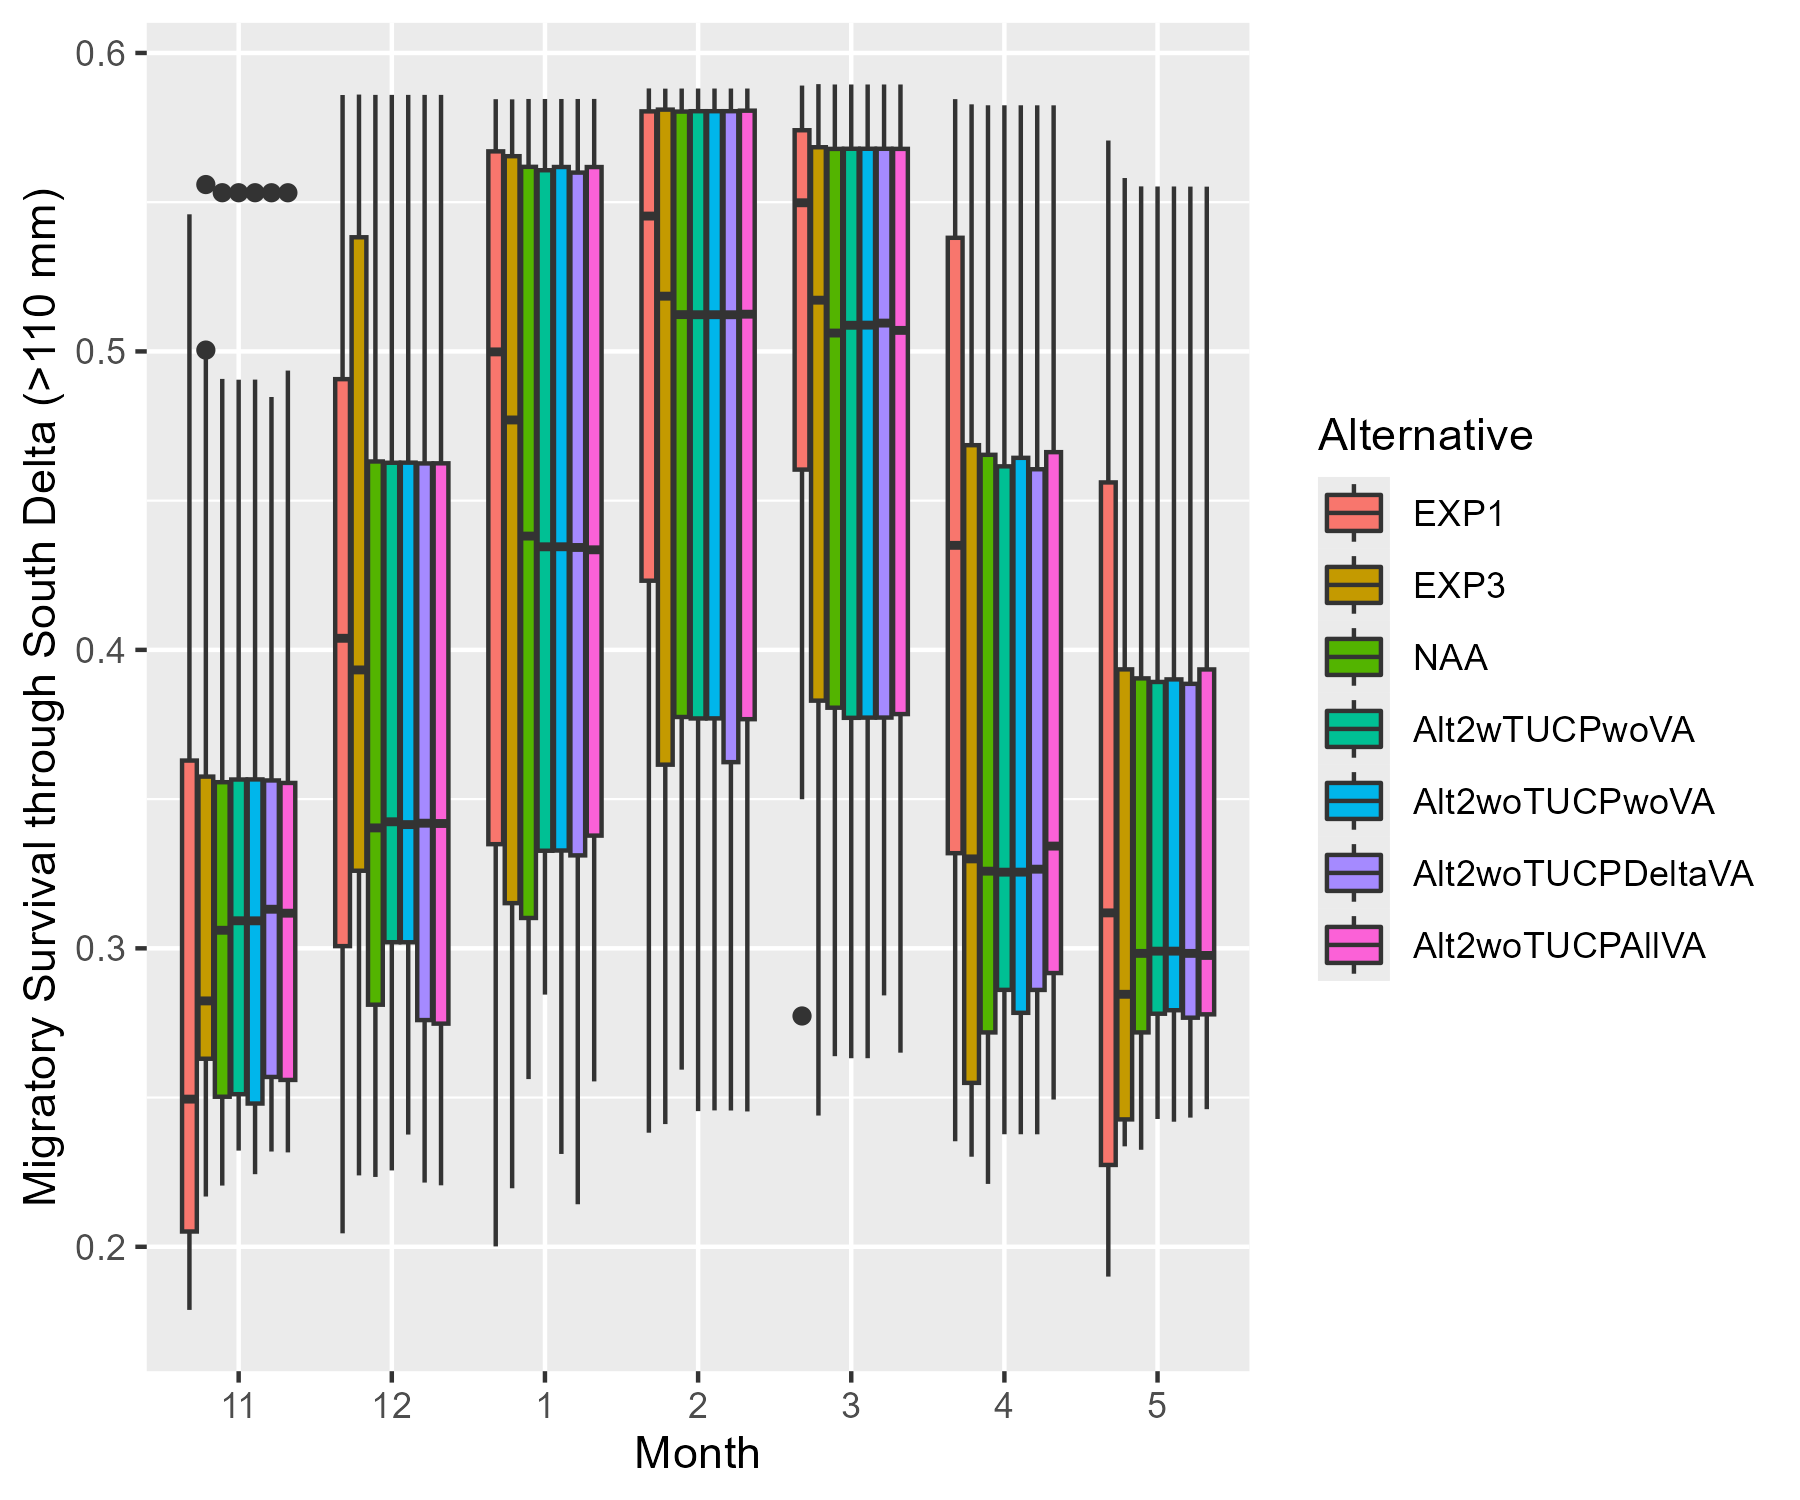 0.6
0.5
0.4
0.3
0.2
Migratory Survival through South Delta (>110 mm)
11 12 1 2 3 4 5
Month
Alternative
EXP1
EXP3
NAA
Alt2wTUCPwoVA
Alt2woTUCPwoVA
Alt2woTUCPDeltaVA
Alt2woTUCPAllVA